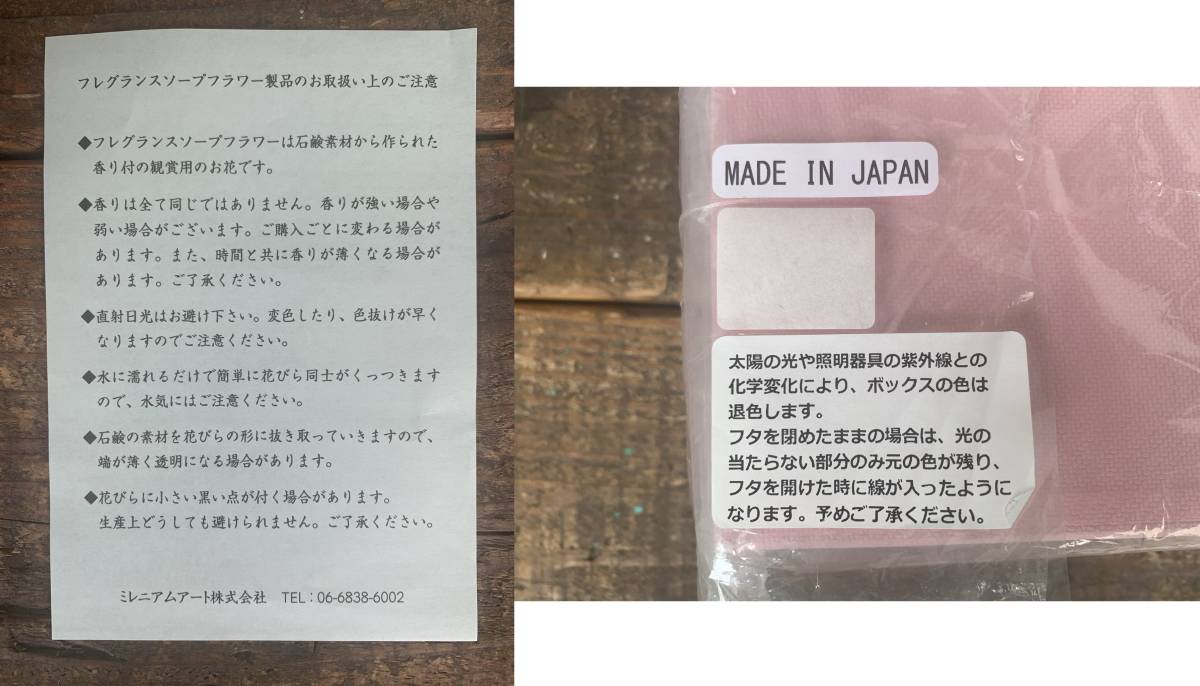 フレグランスソープフラワー製品のお取扱い上のご注意
◆フレグランスソープフラワーは石鹸素材から作られた
香り付の観賞用のお花です。
◆香りは全て同じではありません。香りが強い場合や
弱い場合がございます。ご購入ごとに変わる場合が
あります。また、時間と共に香りが薄くなる場合が
あります。ご了承ください。
◆直射日光はお避け下さい。変色したり、色抜けが早く
なりますのでご注意ください。
◆水に濡れるだけで簡単に花びら同士がくっつきます
ので、水気にはご注意ください。
◆石鹸の素材を花びらの形に抜き取っていきますので、
端が薄く透明になる場合があります。
◆花びらに小さい黒い点が付く場合があります。
生産上どうしても避けられません。ご了承ください。
ミレニアムアート株式会社 TEL：06-6838-6002
MADE IN JAPAN
太陽の光や照明器具の紫外線との
化学変化により、ボックスの色は
退色します。
フタを閉めたままの場合は、光の
当たらない部分のみ元の色が残り、
フタを開けた時に線が入ったように
なります。予めご了承ください。